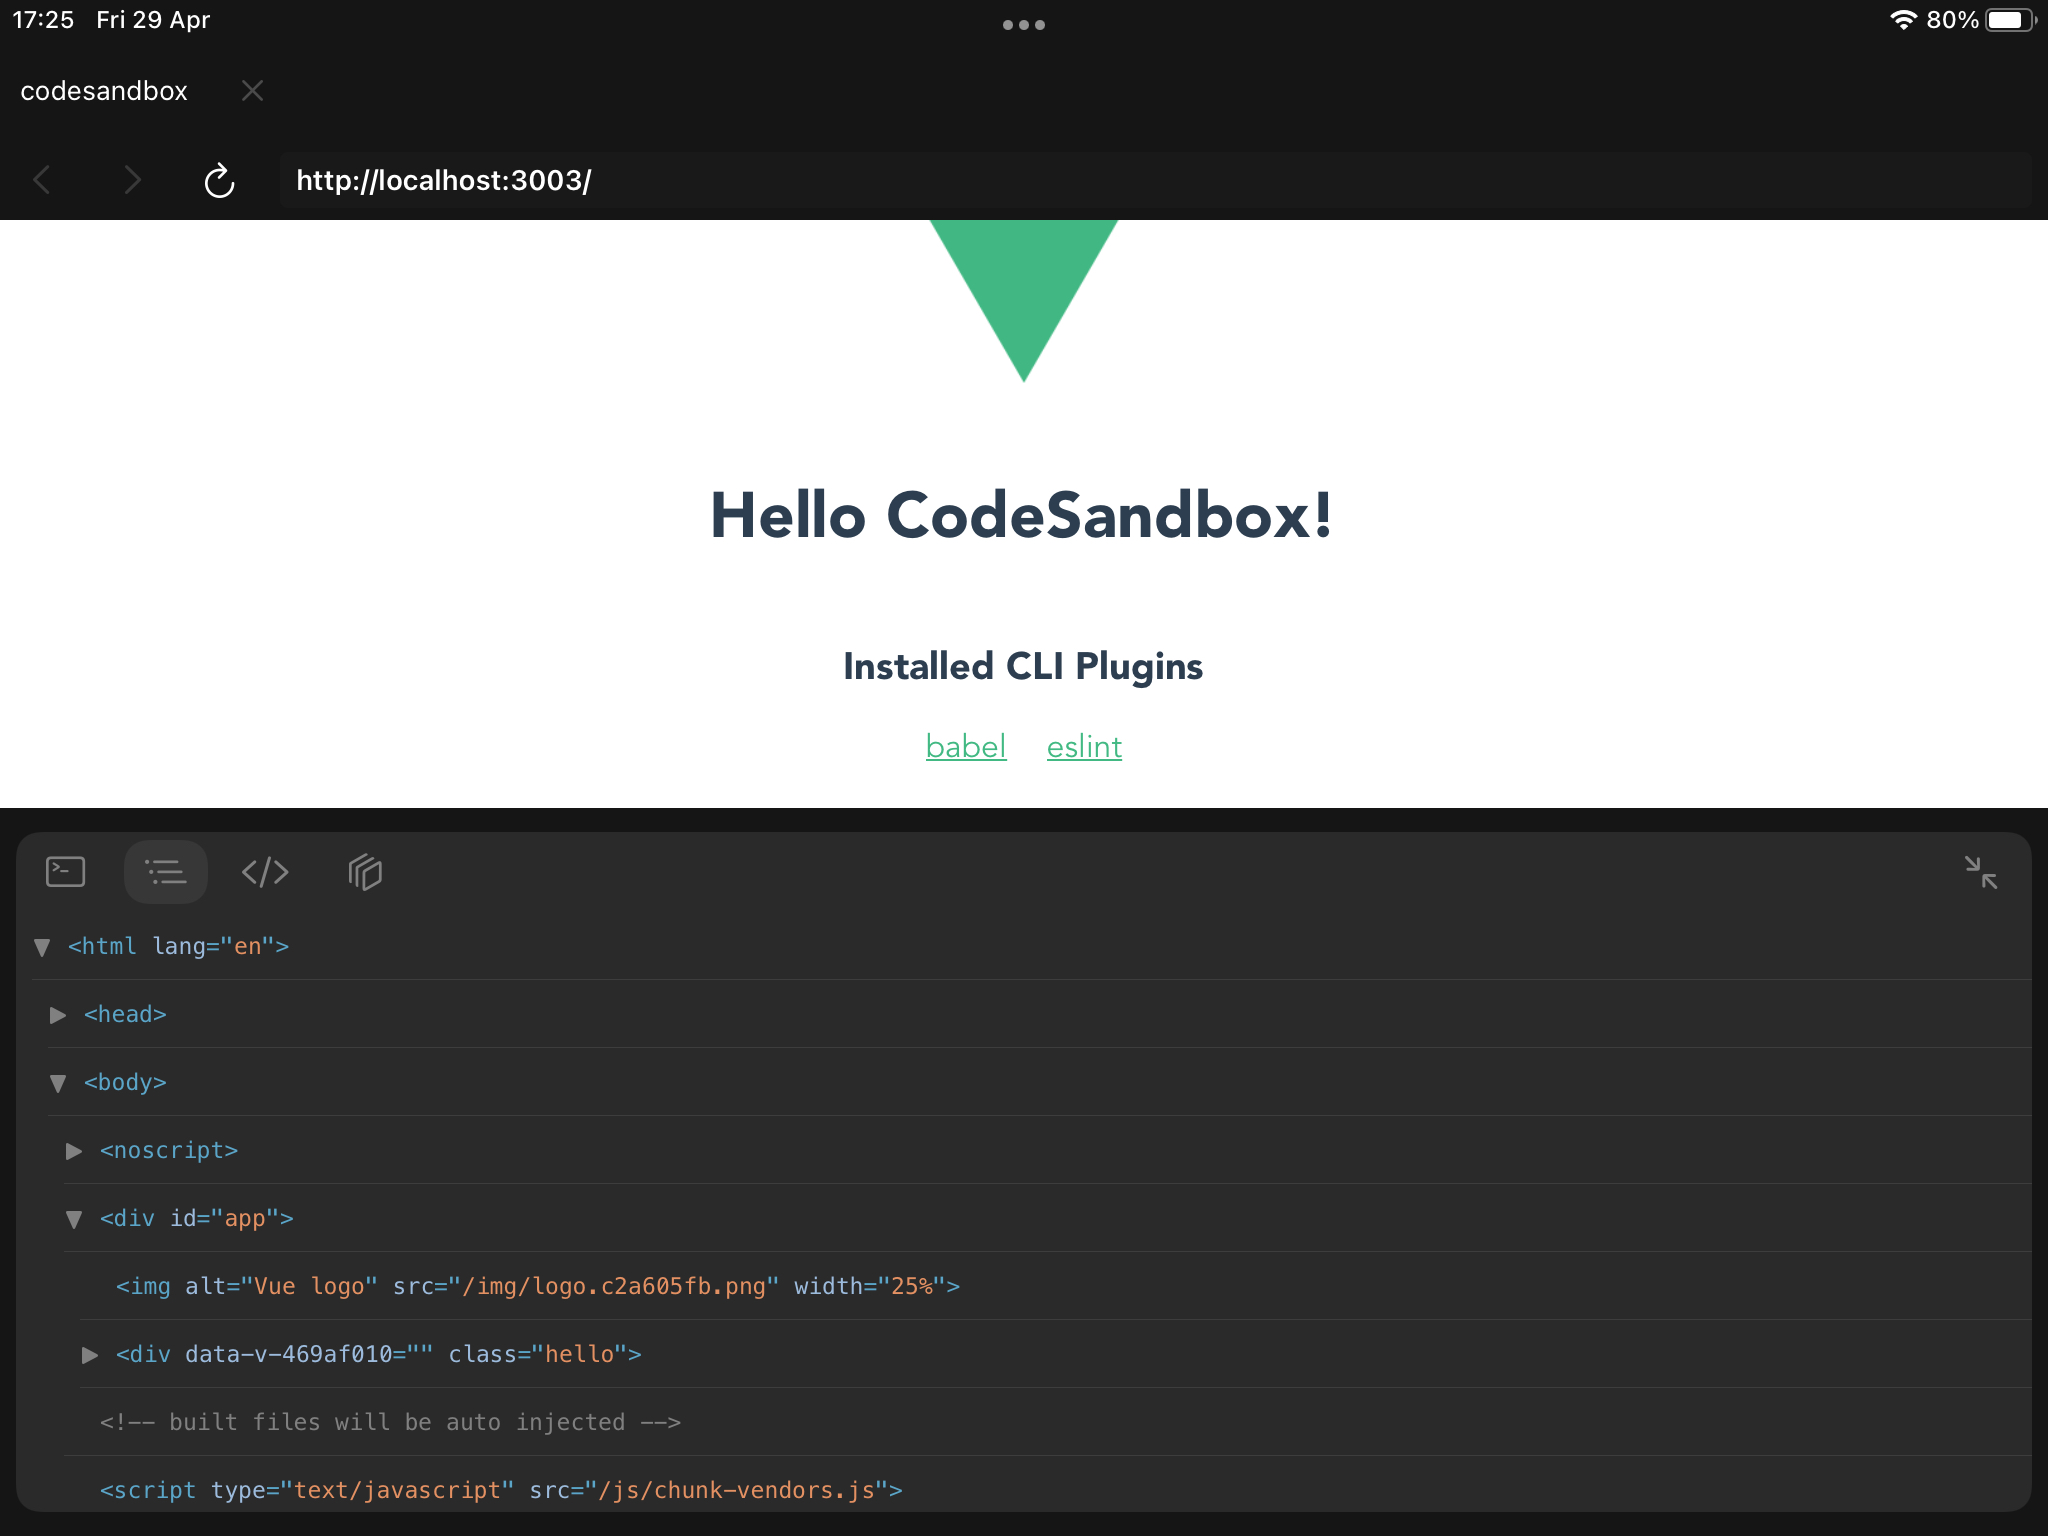 17:25 Fri 29 Apr 80%
codesandbox
http://localhost:3003/
Hello CodeSandbox!
Installed CLI Plugins
babel eslint
<html lang="en">
<head>
<body>
<noscript>
<div id="app">
<img alt="Vue logo" src="/img/logo.c2a605fb.png" width="25%">
<div data-v-469af010="" class="hello">
<!-- built files will be auto injected -->
<script type="text/javascript" src="/js/chunk-vendors.js">